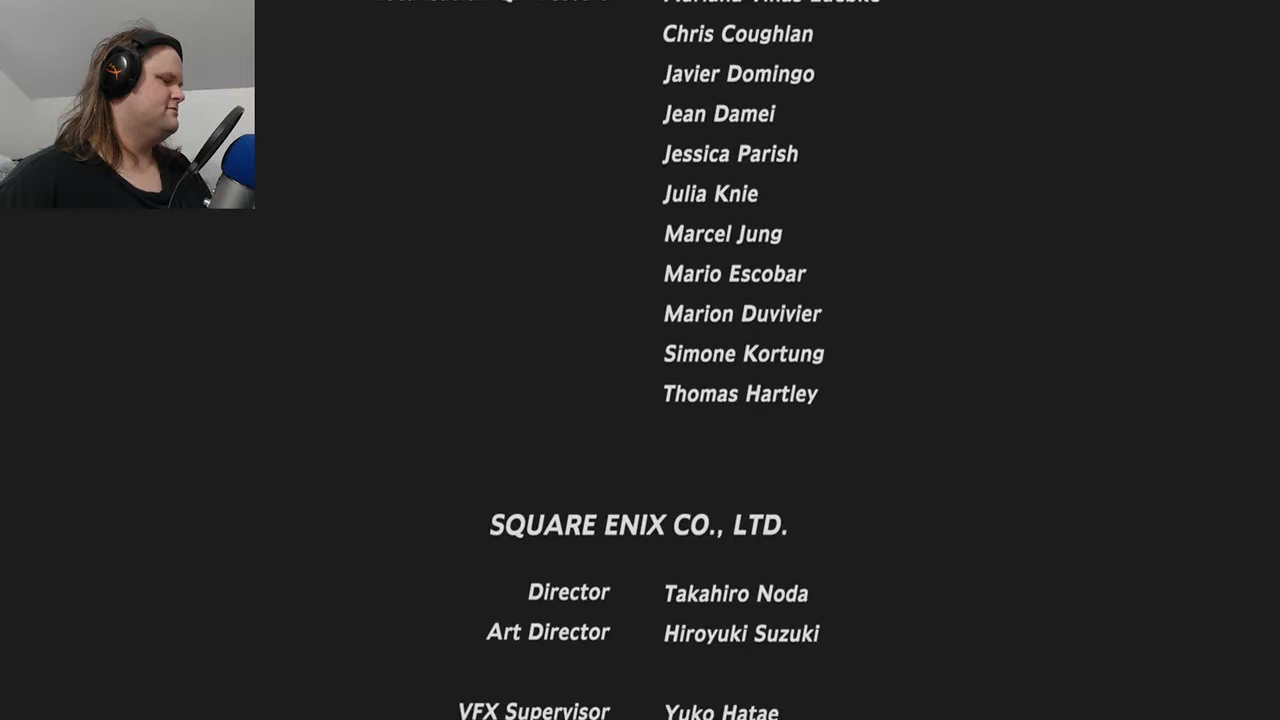 Chris Coughlan
Javier Domingo
Jean Damei
Jessica Parish
Julia Knie
Marcel Jung
Mario Escobar
Marion Duvivier
Simone Kortung
Thomas Hartley
SQUARE ENIX CO., LTD.
Director Takahiro Noda
Art Director Hiroyuki Suzuki
VFX Supervisor Yuko Hatae